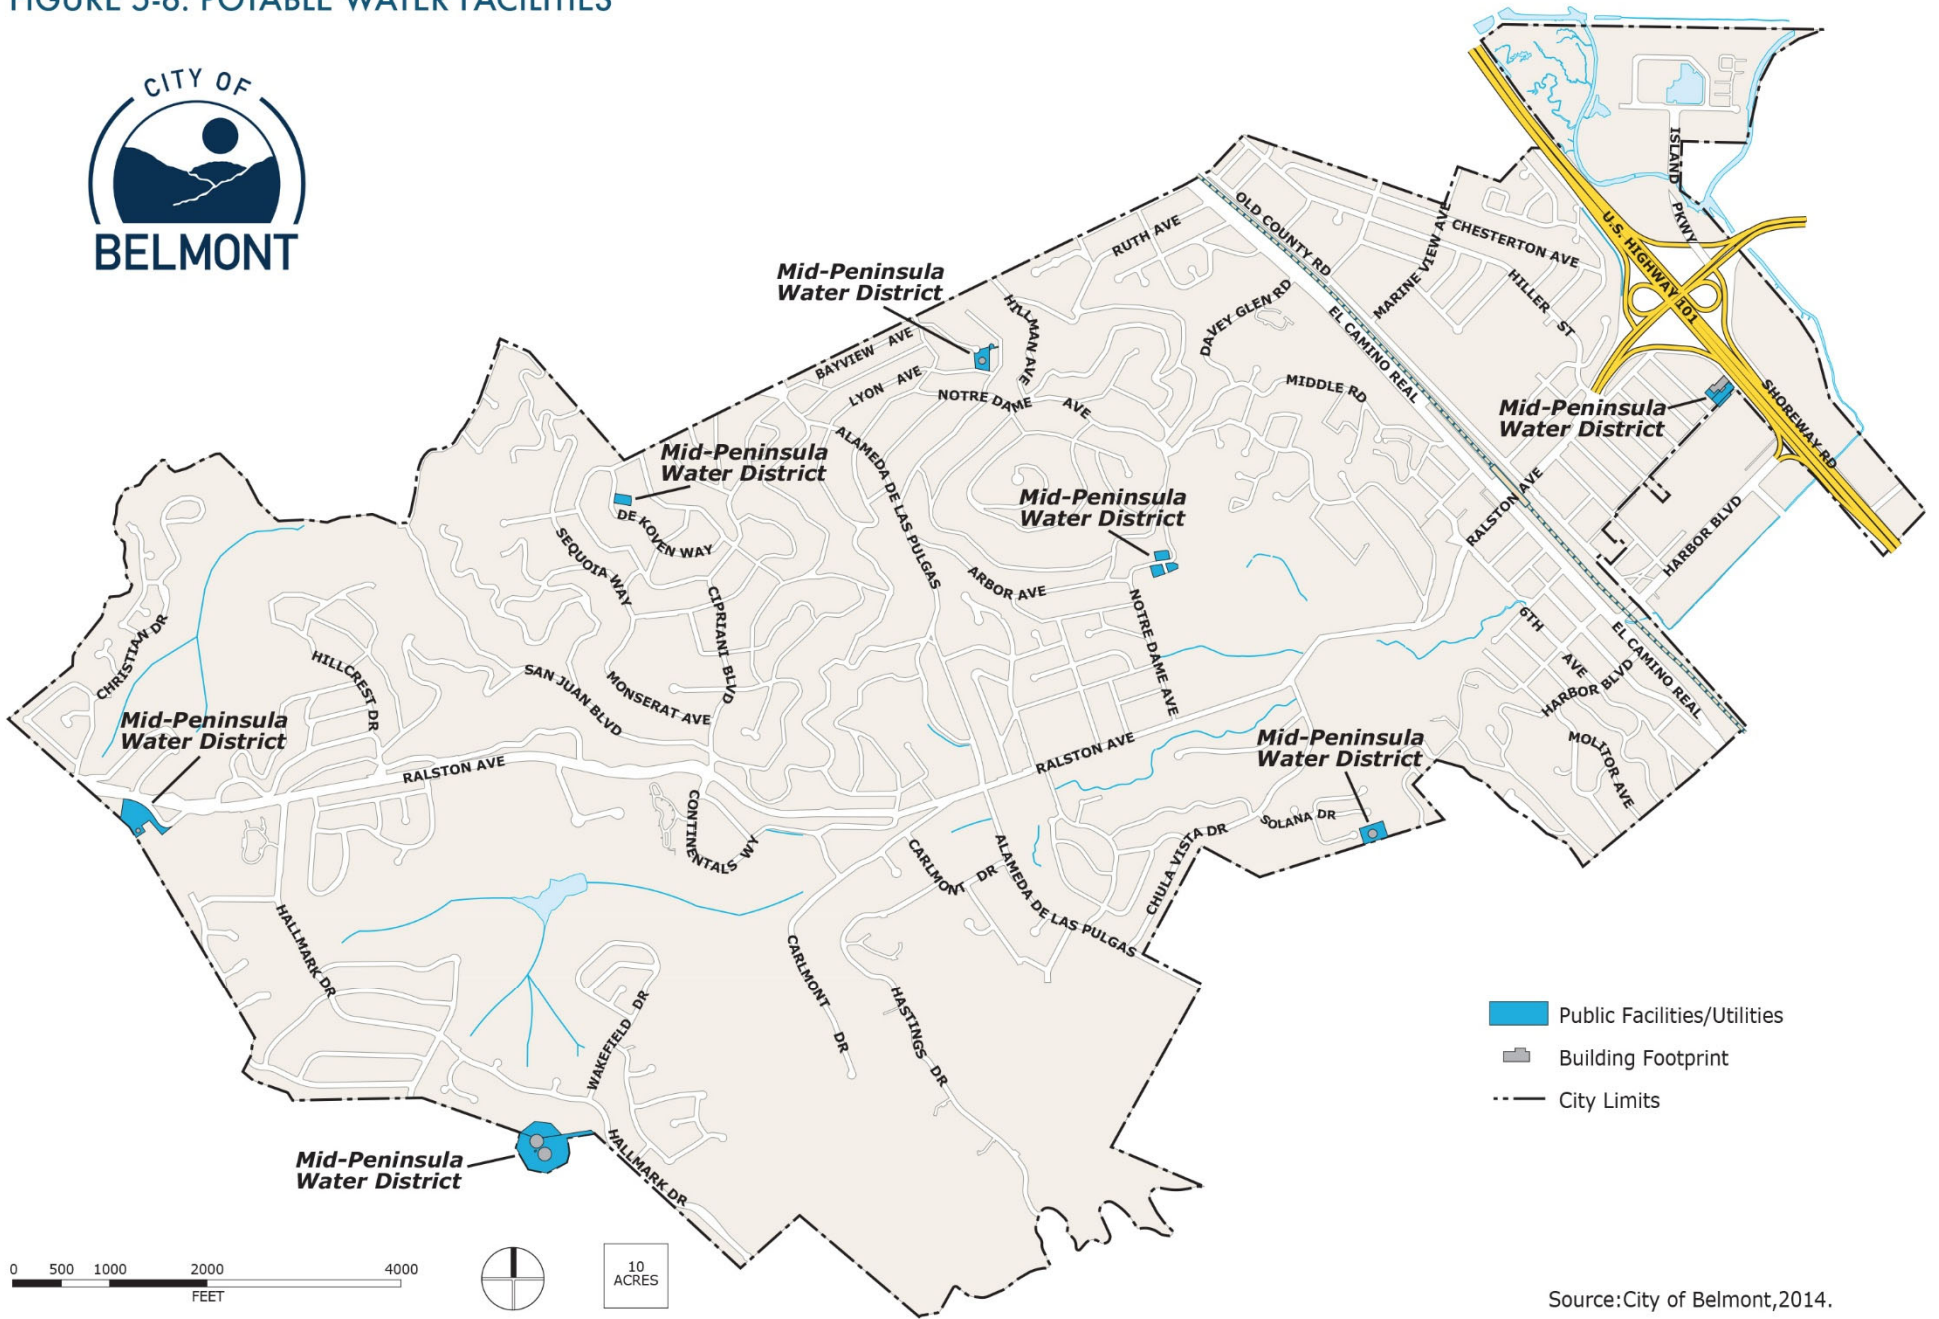 FIGURE 5-8: POTABLE WATER FACILITIES
CITY OF
BELMONT
ISLAND
PKWY
U.S. HIGHWAY 101
SHOREWAY RD
OLD COUNTY RD
RUTH AVE
CHESTERTON AVE
MARINE VIEW AVE
HILLER ST
DAVEY GLEN RD
EL CAMINO REAL
MIDDLE RD
Mid-Peninsula
Water District
HILLMAN AVE
BAYVIEW AVE
LYON AVE
NOTRE DAME AVE
Mid-Peninsula
Water District
RALSTON AVE
HARBOR BLVD
Mid-Peninsula
Water District
DE KOVEN WAY
SEQUOIA WAY
ALAMEDA DE LAS PULGAS
Mid-Peninsula
Water District
ARBOR AVE
NOTRE DAME AVE
CIPRIANI BLVD
CHRISTIAN DR
HILLCREST DR
SAN JUAN BLVD
MONSERAT AVE
6TH AVE
HARBOR BLVD
EL CAMINO REAL
MOLITOR AVE
Mid-Peninsula
Water District
RALSTON AVE
RALSTON AVE
Mid-Peninsula
Water District
SOLANA DR
CHULA VISTA DR
CONTINENTALS WY
CARLMONT DR
ALAMEDA DE LAS PULGAS
HALLMARK DR
CARLMONT DR
HASTINGS DR
WAKEFIELD DR
HALLMARK DR
Mid-Peninsula
Water District
Public Facilities/Utilities
Building Footprint
City Limits
0 500 1000 2000 4000
FEET
10
ACRES
Source:City of Belmont,2014.